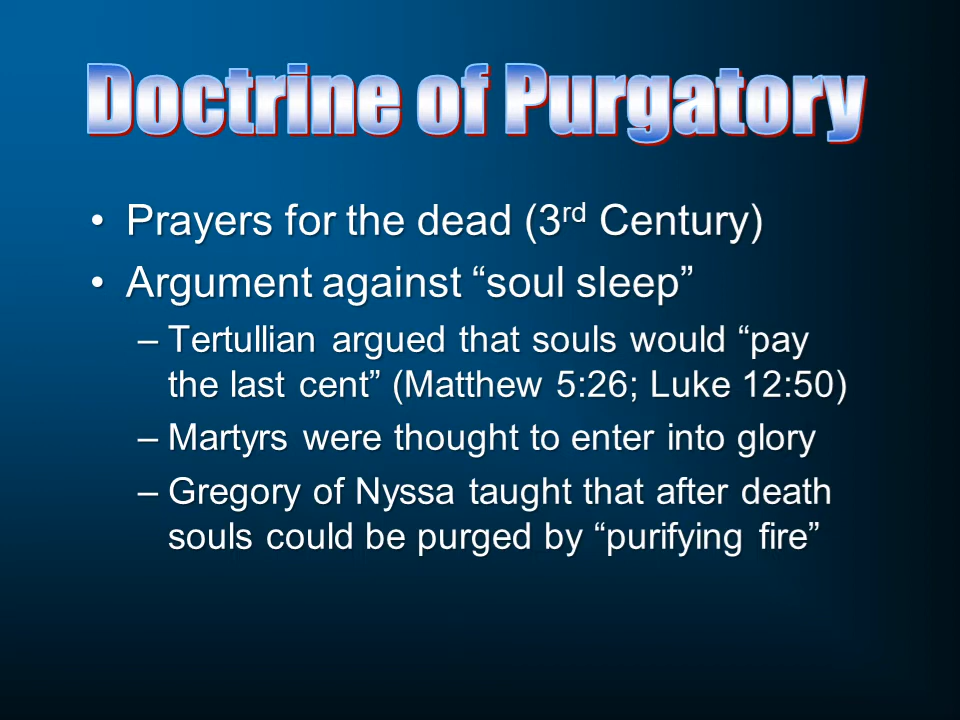 Doctrine of Purgatory
• Prayers for the dead (3rd Century)
• Argument against “soul sleep”
– Tertullian argued that souls would “pay
the last cent” (Matthew 5:26; Luke 12:50)
– Martyrs were thought to enter into glory
– Gregory of Nyssa taught that after death
souls could be purged by “purifying fire”